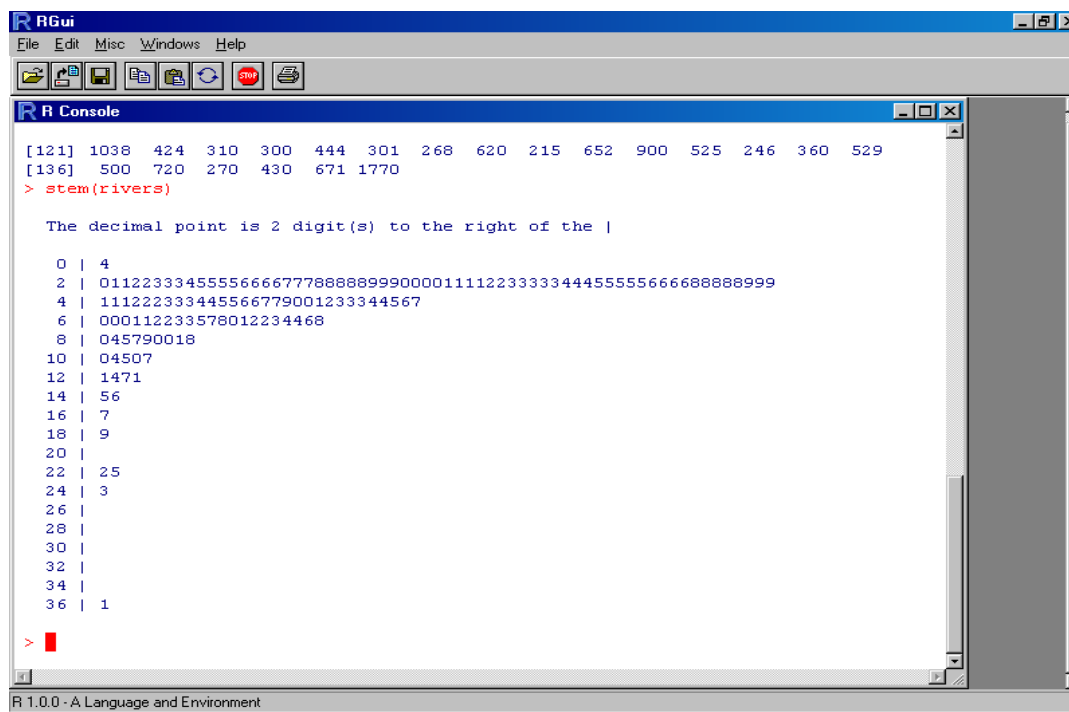 RGui
File Edit Misc Windows Help
STOP
R Console
[121] 1038 424 310 300 444 301 268 620 215 652 900 525 246 360 529
[136] 500 720 270 430 671 1770
> stem(rivers)
The decimal point is 2 digit(s) to the right of the |
0 | 4
2 | 011223334555566667778888899900001111223333344455555666688888999
4 | 111222333445566779001233344567
6 | 000112233578012234468
8 | 045790018
10 | 04507
12 | 1471
14 | 56
16 | 7
18 | 9
20 |
22 | 25
24 | 3
26 |
28 |
30 |
32 |
34 |
36 | 1
>
R 1.0.0 - A Language and Environment